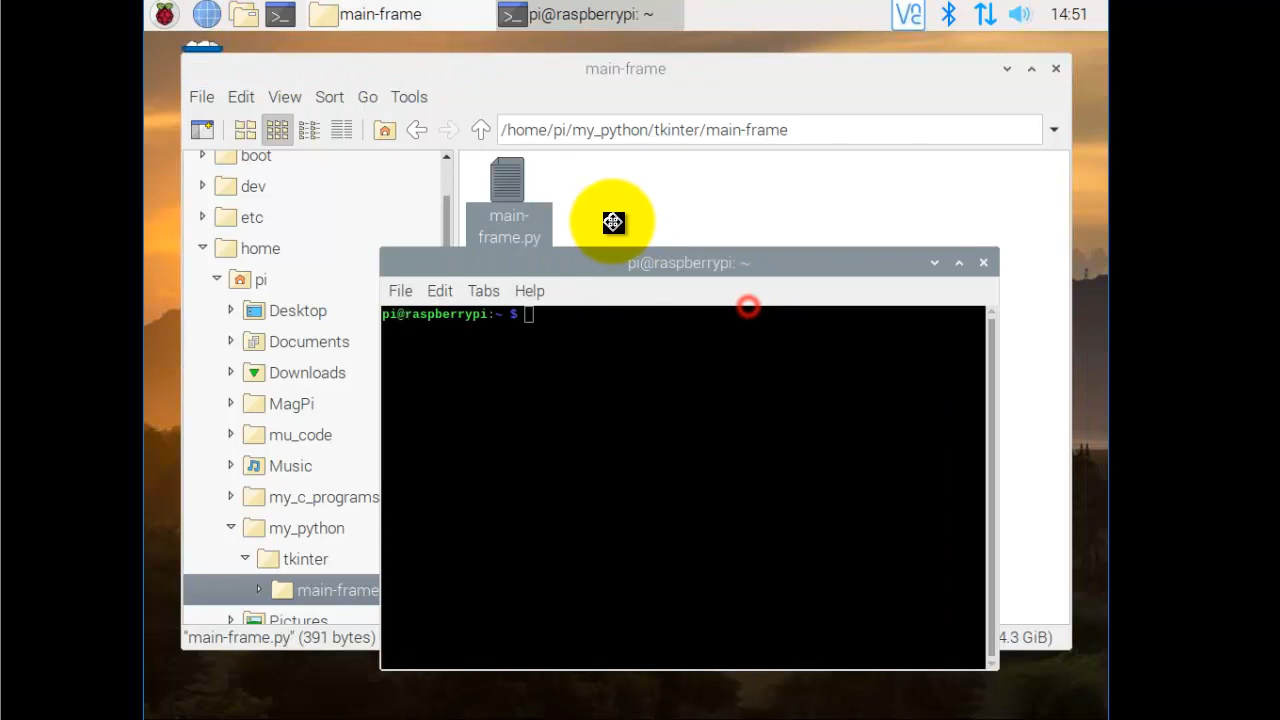 main-frame
pi@raspberrypi: ~
14:51
main-frame
File Edit View Sort Go Tools
/home/pi/my_python/tkinter/main-frame
boot
dev
etc
home
pi
Desktop
Documents
Downloads
MagPi
mu_code
Music
my_c_programs
my_python
tkinter
main-frame
Pictures
main-
frame.py
pi@raspberrypi: ~
File Edit Tabs Help
pi@raspberrypi:~ $
"main-frame.py" (391 bytes)
4.3 GiB)